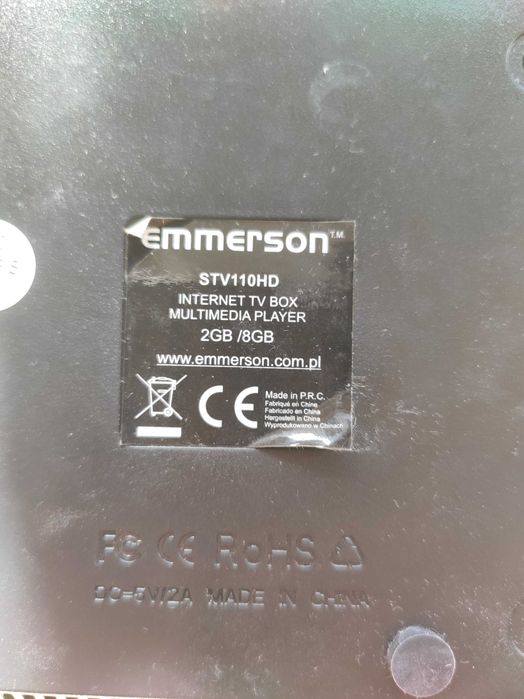 emmerson™
STV110HD
INTERNET TV BOX
MULTIMEDIA PLAYER
2GB /8GB
www.emmerson.com.pl
CE
Made in P.R.C.
Fabriqué en Chine
Fabricado en China
Hergestellt in China
Wyprodukowano w Chinach
FC CE RoHS
DC=5V/2A MADE IN CHINA